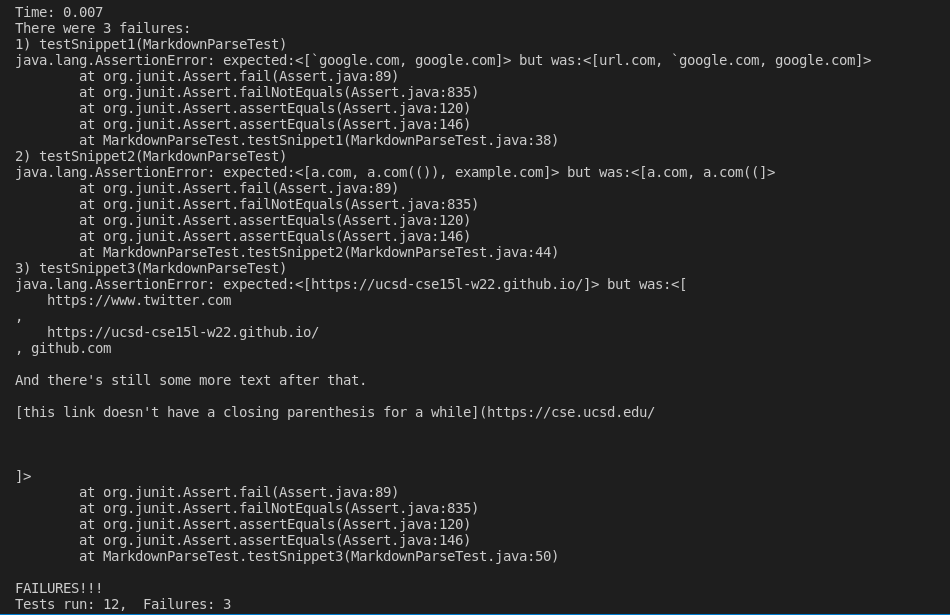 Time: 0.007
There were 3 failures:
1) testSnippet1(MarkdownParseTest)
java.lang.AssertionError: expected:<[`google.com, google.com]> but was:<[url.com, `google.com, google.com]>
        at org.junit.Assert.fail(Assert.java:89)
        at org.junit.Assert.failNotEquals(Assert.java:835)
        at org.junit.Assert.assertEquals(Assert.java:120)
        at org.junit.Assert.assertEquals(Assert.java:146)
        at MarkdownParseTest.testSnippet1(MarkdownParseTest.java:38)
2) testSnippet2(MarkdownParseTest)
java.lang.AssertionError: expected:<[a.com, a.com(()), example.com]> but was:<[a.com, a.com((]>
        at org.junit.Assert.fail(Assert.java:89)
        at org.junit.Assert.failNotEquals(Assert.java:835)
        at org.junit.Assert.assertEquals(Assert.java:120)
        at org.junit.Assert.assertEquals(Assert.java:146)
        at MarkdownParseTest.testSnippet2(MarkdownParseTest.java:44)
3) testSnippet3(MarkdownParseTest)
java.lang.AssertionError: expected:<[https://ucsd-cse15l-w22.github.io/]> but was:<[
    https://www.twitter.com
,
    https://ucsd-cse15l-w22.github.io/
, github.com

And there's still some more text after that.

[this link doesn't have a closing parenthesis for a while](https://cse.ucsd.edu/



]>
        at org.junit.Assert.fail(Assert.java:89)
        at org.junit.Assert.failNotEquals(Assert.java:835)
        at org.junit.Assert.assertEquals(Assert.java:120)
        at org.junit.Assert.assertEquals(Assert.java:146)
        at MarkdownParseTest.testSnippet3(MarkdownParseTest.java:50)

FAILURES!!!
Tests run: 12,  Failures: 3